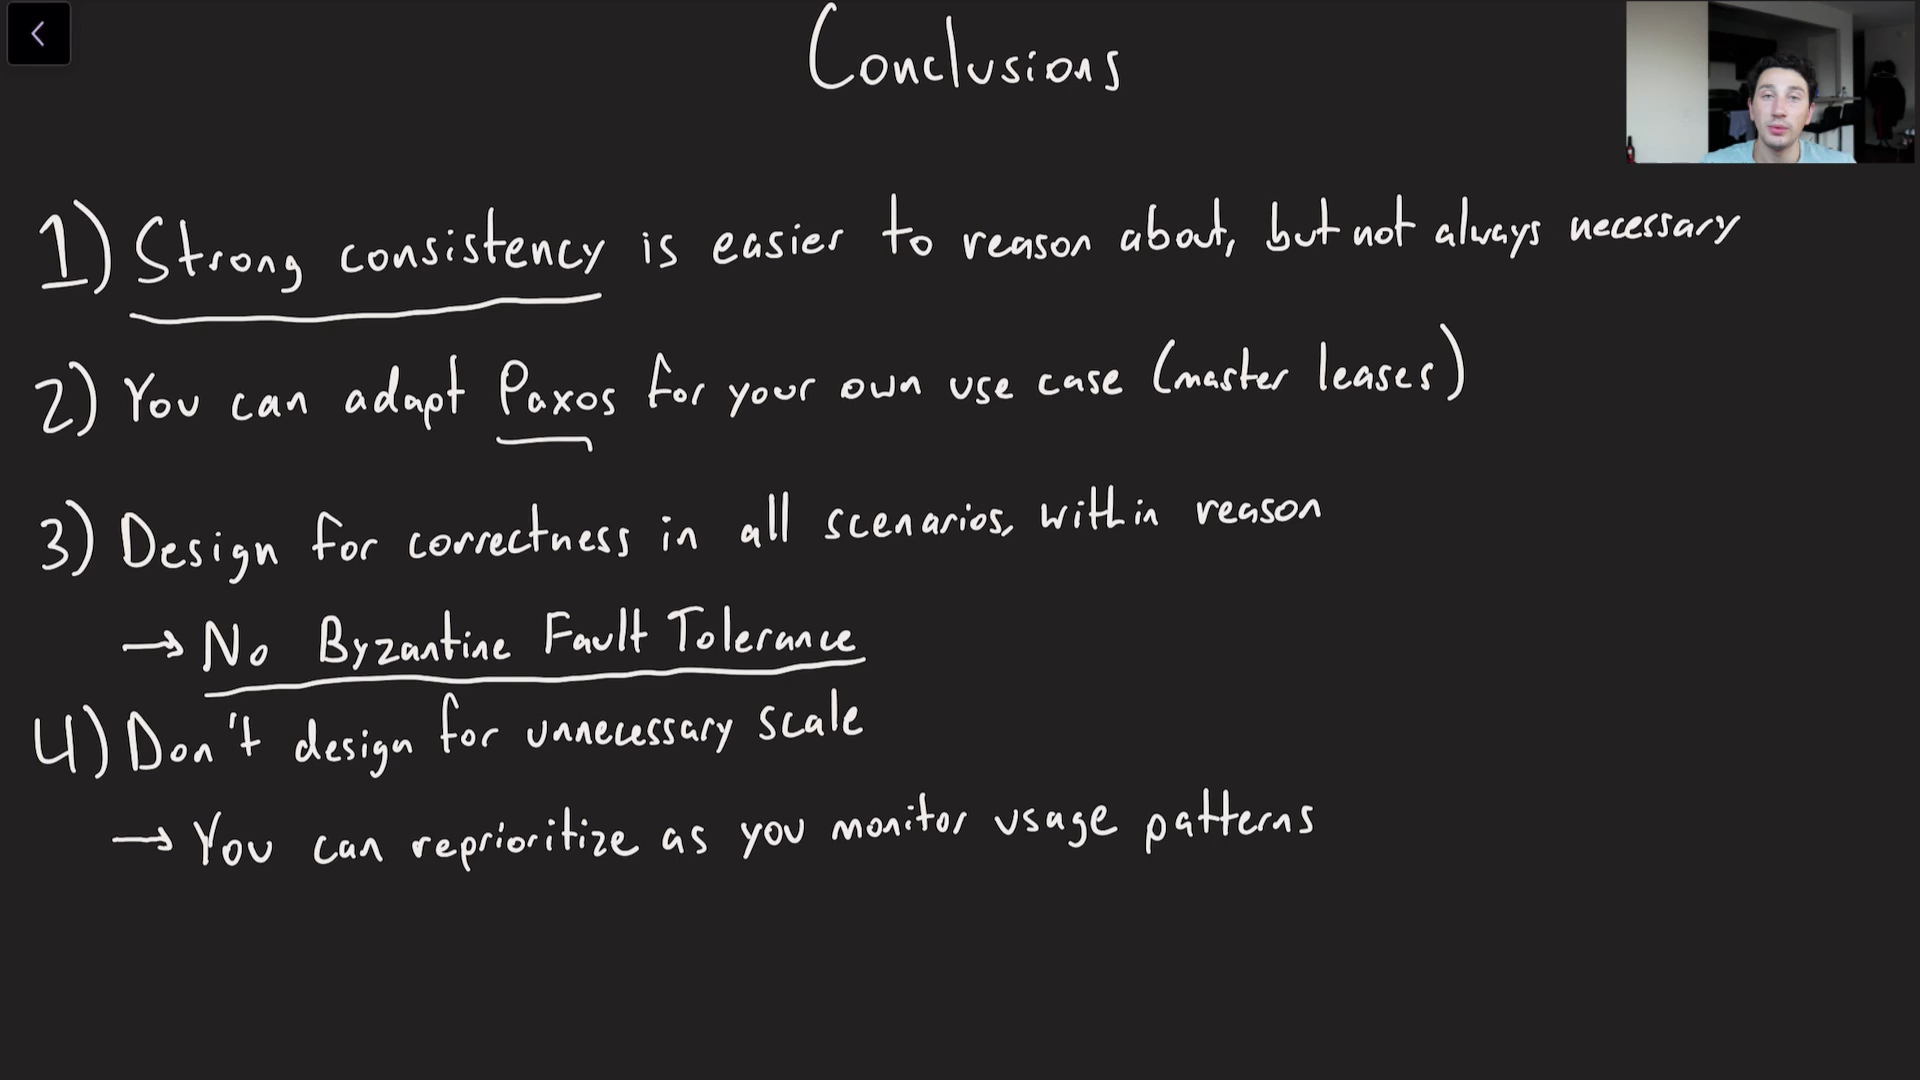 Conclusions
1) Strong consistency is easier to reason about, but not always necessary
2) You can adapt Paxos for your own use case (master leases)
3) Design for correctness in all scenarios, within reason
→ No Byzantine Fault Tolerance
4) Don't design for unnecessary scale
→ You can reprioritize as you monitor usage patterns